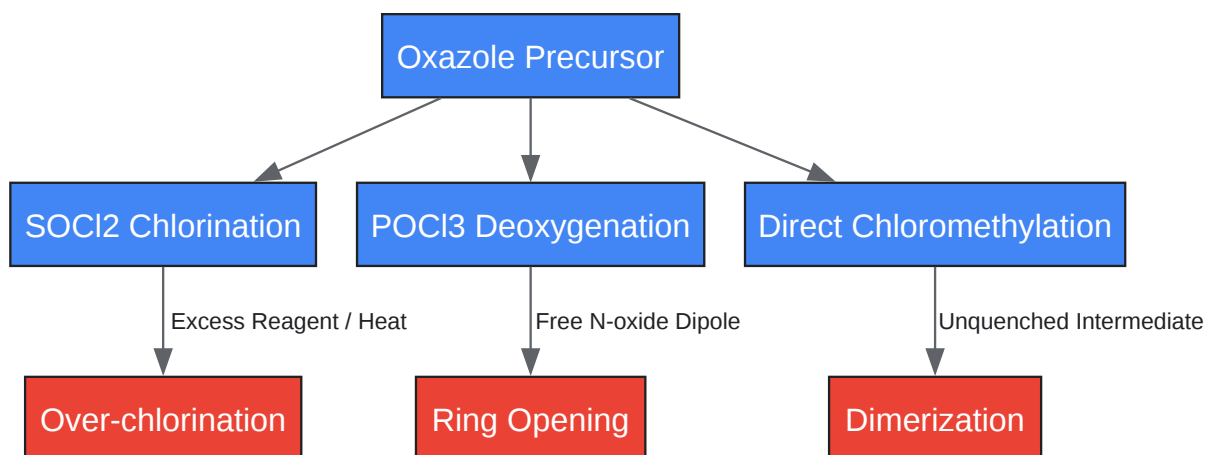 Oxazole Precursor
SOCl2 Chlorination
POCl3 Deoxygenation
Direct Chloromethylation
Excess Reagent / Heat
Free N-oxide Dipole
Unquenched Intermediate
Over-chlorination
Ring Opening
Dimerization